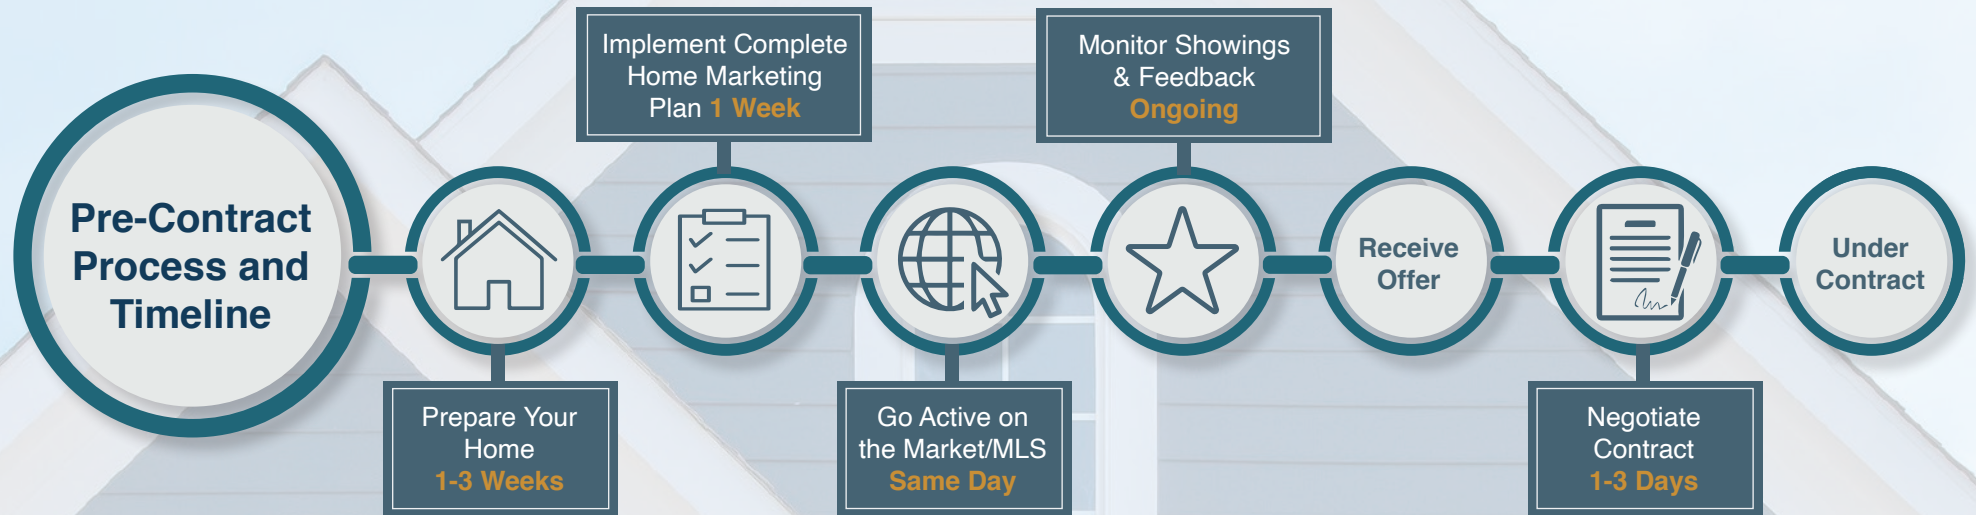 Pre-Contract
Process and
Timeline
Prepare Your
Home
1-3 Weeks
Implement Complete
Home Marketing
Plan 1 Week
Go Active on
the Market/MLS
Same Day
Monitor Showings
& Feedback
Ongoing
Receive
Offer
Negotiate
Contract
1-3 Days
Under
Contract